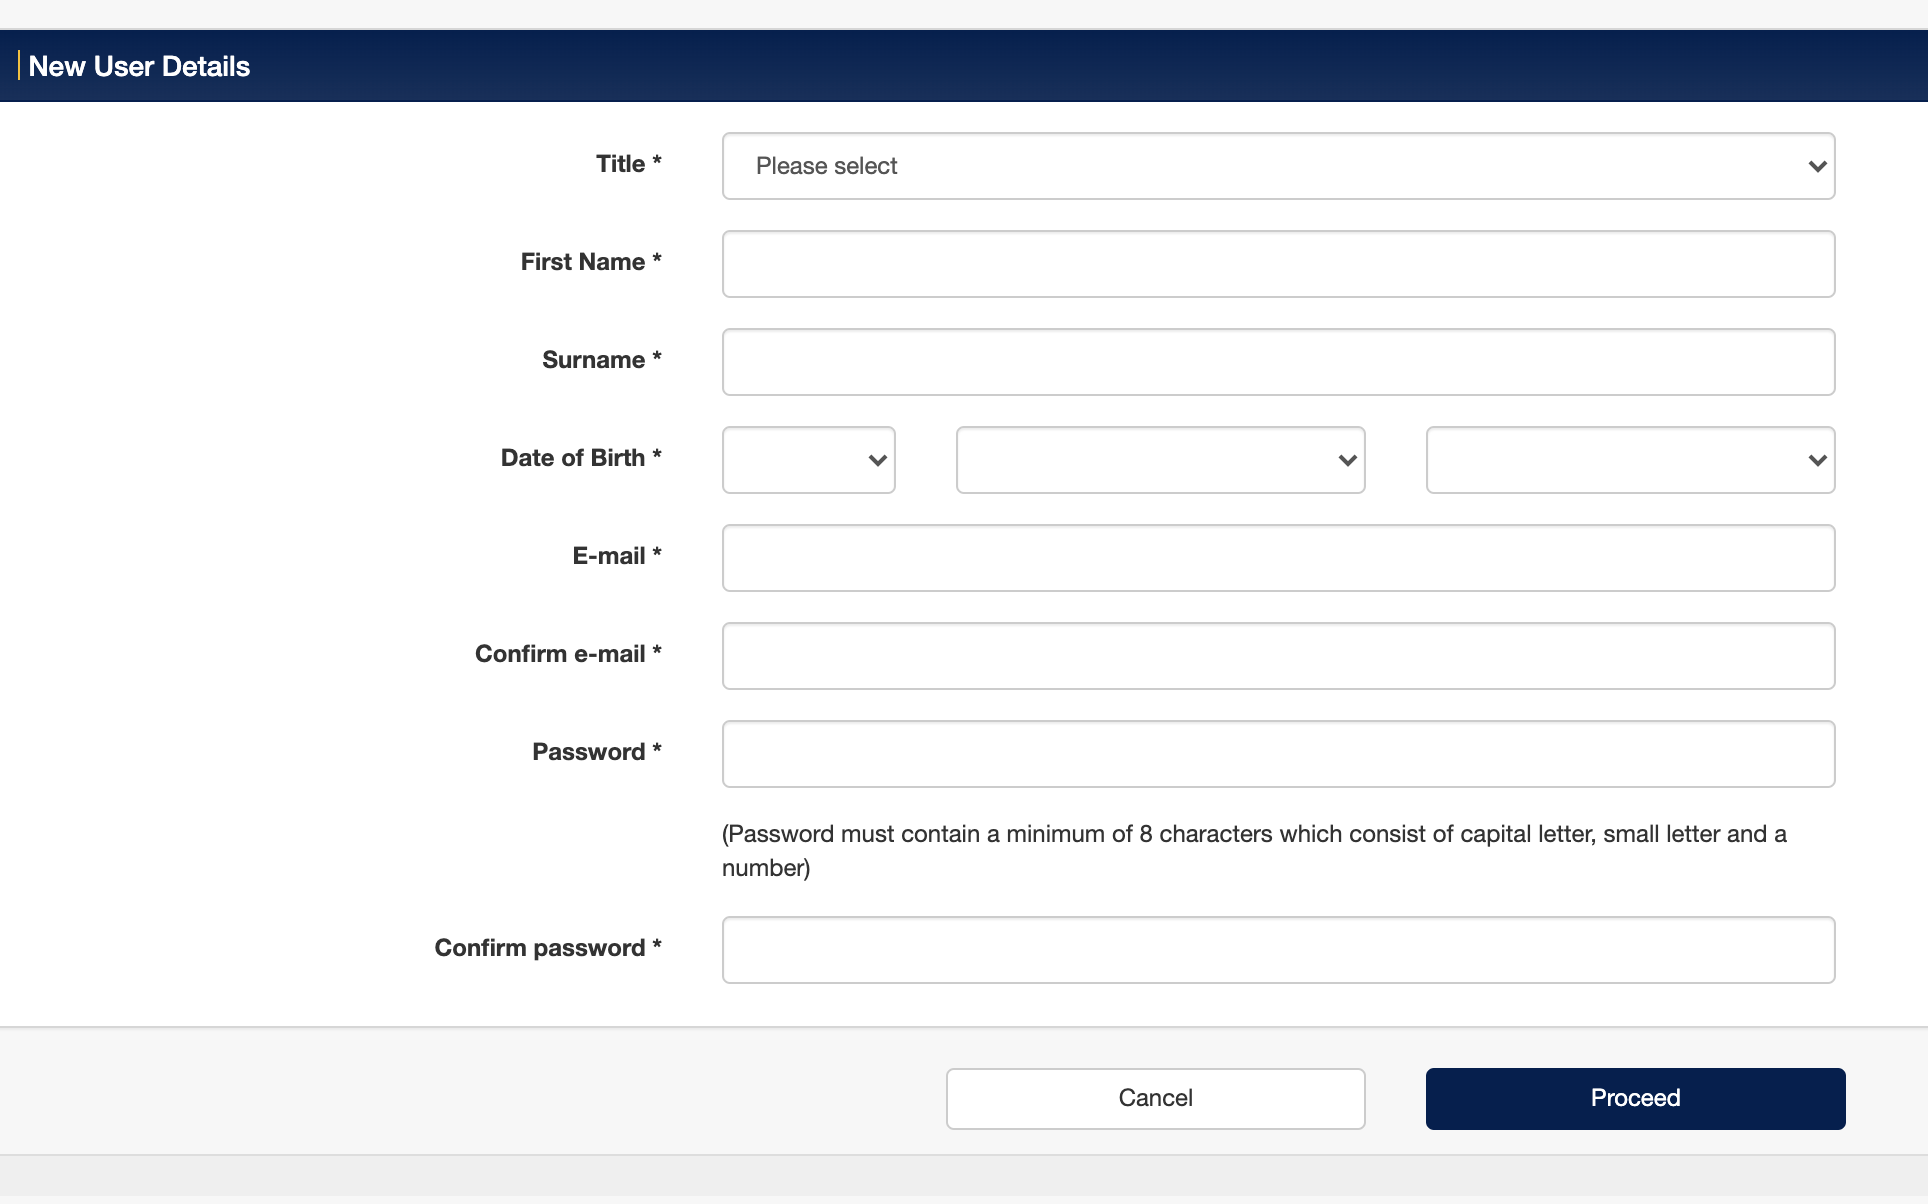 New User Details
Title *
Please select
First Name *
Surname *
Date of Birth *
E-mail *
Confirm e-mail *
Password *
(Password must contain a minimum of 8 characters which consist of capital letter, small letter and a
number)
Confirm password *
Cancel
Proceed